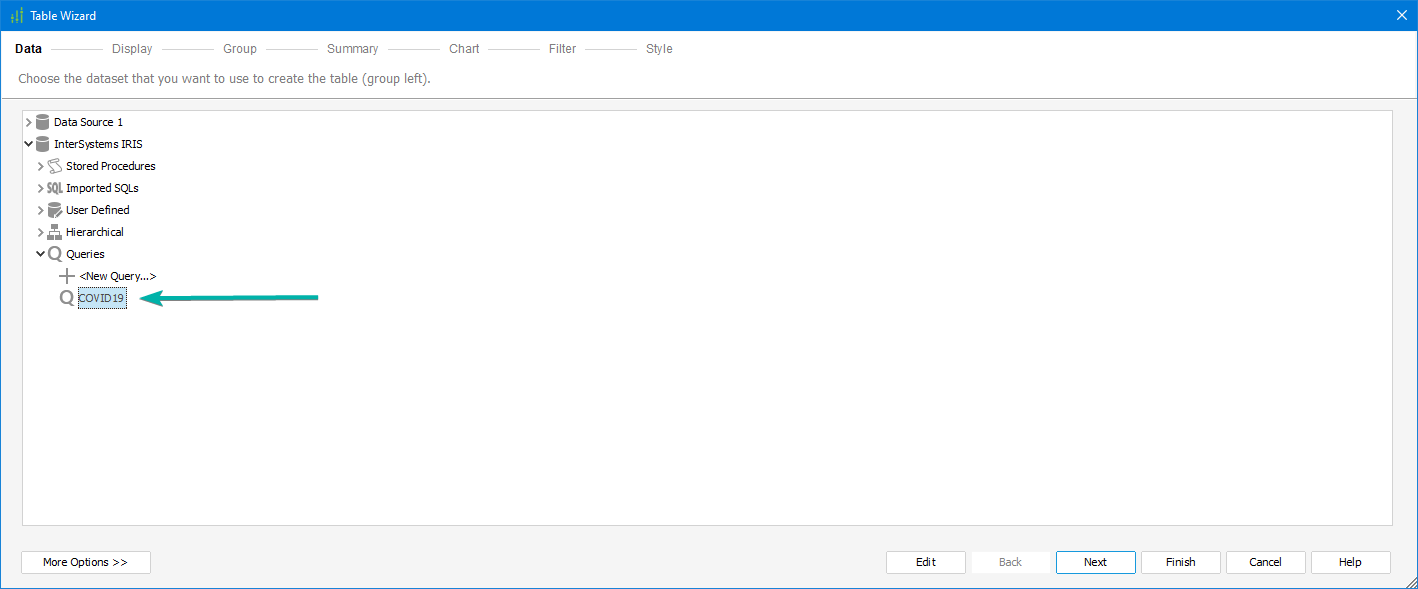 Table Wizard
Data Display Group Summary Chart Filter Style
Choose the dataset that you want to use to create the table (group left).
Data Source 1
InterSystems IRIS
Stored Procedures
SQL Imported SQLs
User Defined
Hierarchical
Queries
<New Query...>
COVID19
More Options >> Edit Back Next Finish Cancel Help